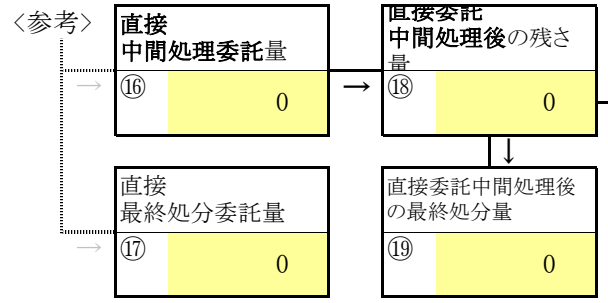 〈参考〉
直接
中間処理委託量
→
⑯
0
→
直接委託
中間処理後の残さ
量
⑱
0
↓
直接
最終処分委託量
→
⑰
0
直接委託中間処理後
の最終処分量
⑲
0